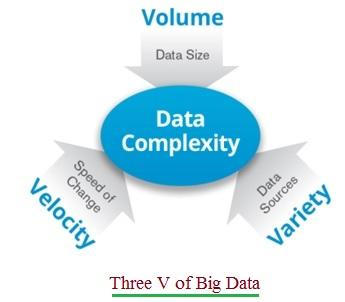 Volume
Data Size
Data
Complexity
Speed of
Change
Velocity
Data
Sources
Variety
Three V of Big Data